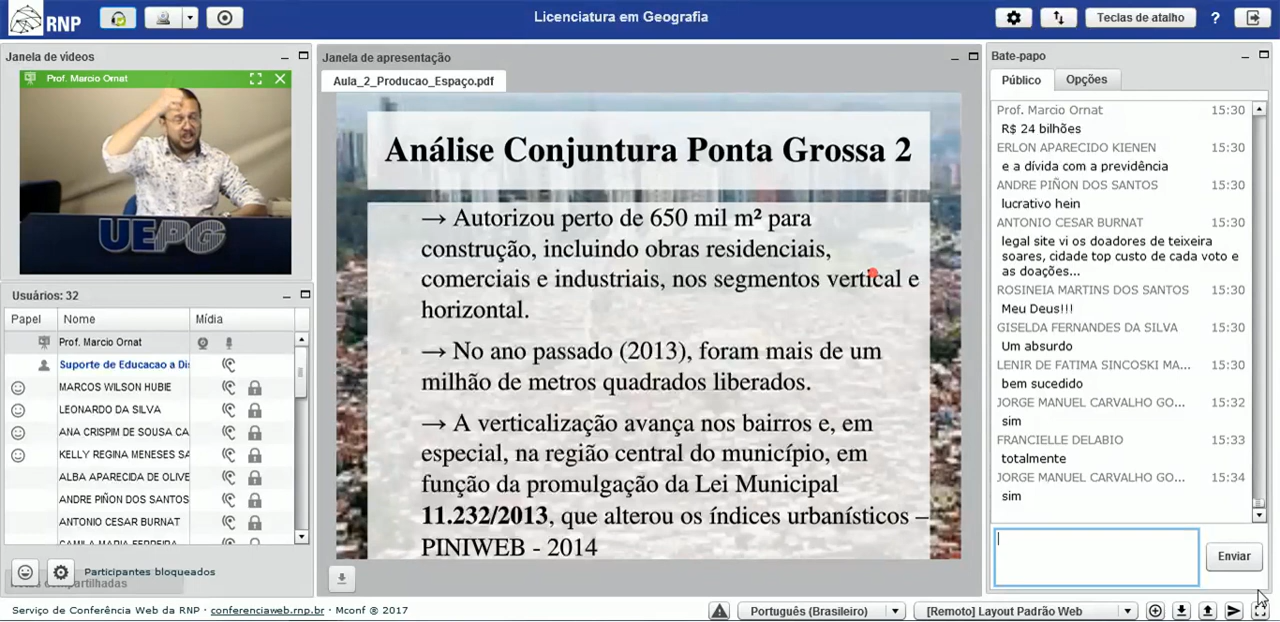 RNP
Licenciatura em Geografia
Teclas de atalho
?
Janela de vídeos
Prof. Marcio Ornat
UEPG
Usuários: 32
Papel Nome Mídia
Prof. Marcio Ornat
Suporte de Educacao a Dis
MARCOS WILSON HUBIE
LEONARDO DA SILVA
ANA CRISPIM DE SOUSA CA
KELLY REGINA MENESES SA
ALBA APARECIDA DE OLIVE
ANDRE PIÑON DOS SANTOS
ANTONIO CESAR BURNAT
CAMILA MARIA FERREIRA
Participantes bloqueados
compartilhadas
Janela de apresentação
Aula_2_Producao_Espaço.pdf
Análise Conjuntura Ponta Grossa 2
→ Autorizou perto de 650 mil m² para
construção, incluindo obras residenciais,
comerciais e industriais, nos segmentos vertical e
horizontal.
→ No ano passado (2013), foram mais de um
milhão de metros quadrados liberados.
→ A verticalização avança nos bairros e, em
especial, na região central do município, em
função da promulgação da Lei Municipal
11.232/2013, que alterou os índices urbanísticos –
PINIWEB - 2014
Bate-papo
Público Opções
Prof. Marcio Ornat 15:30
R$ 24 bilhões
ERLON APARECIDO KIENEN 15:30
e a dívida com a previdência
ANDRE PIÑON DOS SANTOS 15:30
lucrativo hein
ANTONIO CESAR BURNAT 15:30
legal site vi os doadores de teixeira
soares, cidade top custo de cada voto e
as doações...
ROSINEIA MARTINS DOS SANTOS 15:30
Meu Deus!!!
GISELDA FERNANDES DA SILVA 15:30
Um absurdo
LENIR DE FATIMA SINCOSKI MA... 15:30
bem sucedido
JORGE MANUEL CARVALHO GO... 15:32
sim
FRANCIELLE DELABIO 15:33
totalmente
JORGE MANUEL CARVALHO GO... 15:34
sim
Enviar
Serviço de Conferência Web da RNP · conferenciaweb.rnp.br · Mconf ® 2017
Português (Brasileiro)
[Remoto] Layout Padrão Web